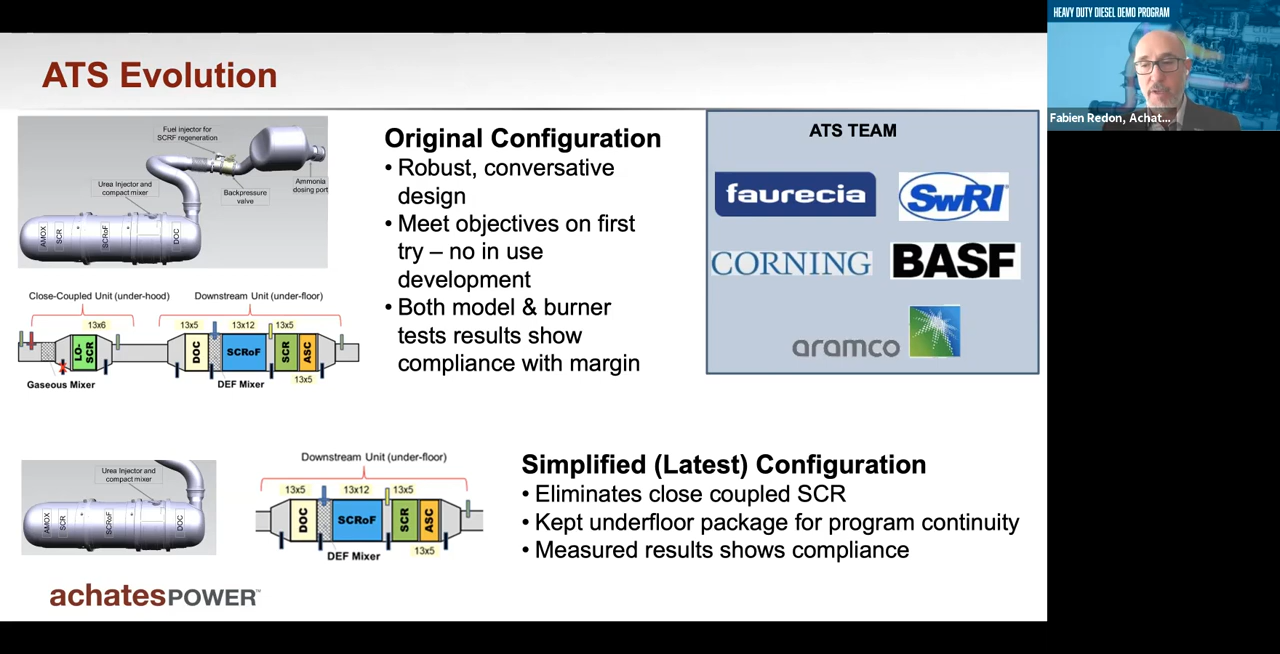 HEAVY DUTY DIESEL DEMO PROGRAM
Fabien Redon, Achat...
ATS Evolution
Fuel injector for
SCRF regeneration
Urea Injector and
compact mixer
Backpressure
valve
Ammonia
dosing port
AMOX
SCR
SCRoF
DOC
Original Configuration
• Robust, conversative
design
• Meet objectives on first
try – no in use
development
• Both model & burner
tests results show
compliance with margin
ATS TEAM
faurecia
SwRI
CORNING
BASF
aramco
Close-Coupled Unit (under-hood)
Downstream Unit (under-floor)
13x6
13x5
13x12
13x5
LO-
SCR
DOC
SCRoF
SCR
ASC
13x5
Gaseous Mixer
DEF Mixer
Urea Injector and
compact mixer
AMOX
SCR
SCRoF
DOC
Downstream Unit (under-floor)
13x5
13x12
13x5
DOC
SCRoF
SCR
ASC
13x5
DEF Mixer
Simplified (Latest) Configuration
• Eliminates close coupled SCR
• Kept underfloor package for program continuity
• Measured results shows compliance
achatesPOWER™